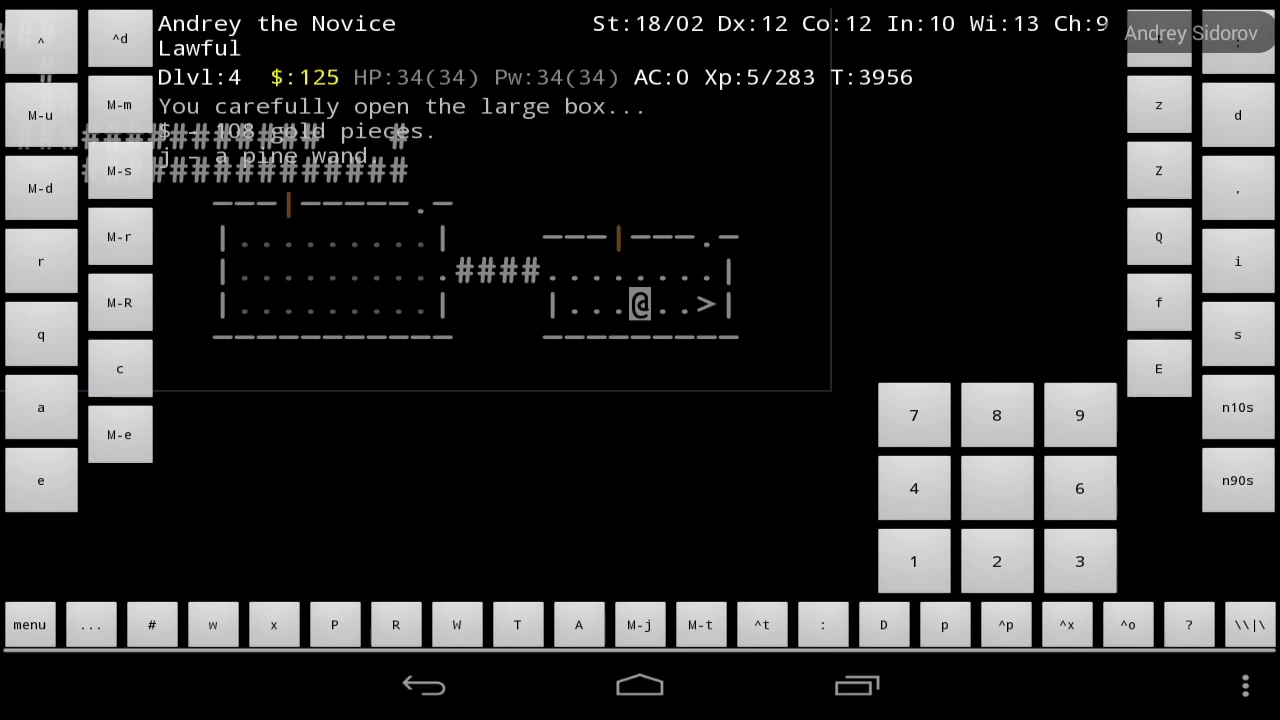 Andrey the Novice St:18/02 Dx:12 Co:12 In:10 Wi:13 Ch:9
Lawful
Dlvl:4 $:125 HP:34(34) Pw:34(34) AC:0 Xp:5/283 T:3956
You carefully open the large box...
$ - 108 gold pieces.
j - a pine wand.
Andrey Sidorov
^ ^d
M-u M-m
M-d M-s
r M-r
q M-R
a c
e M-e
z d
Z ,
Q i
f s
E n10s
n90s
7 8 9
4 6
1 2 3
menu ... # w x P R W T A M-j M-t ^t : D p ^p ^x ^o ? \\|\